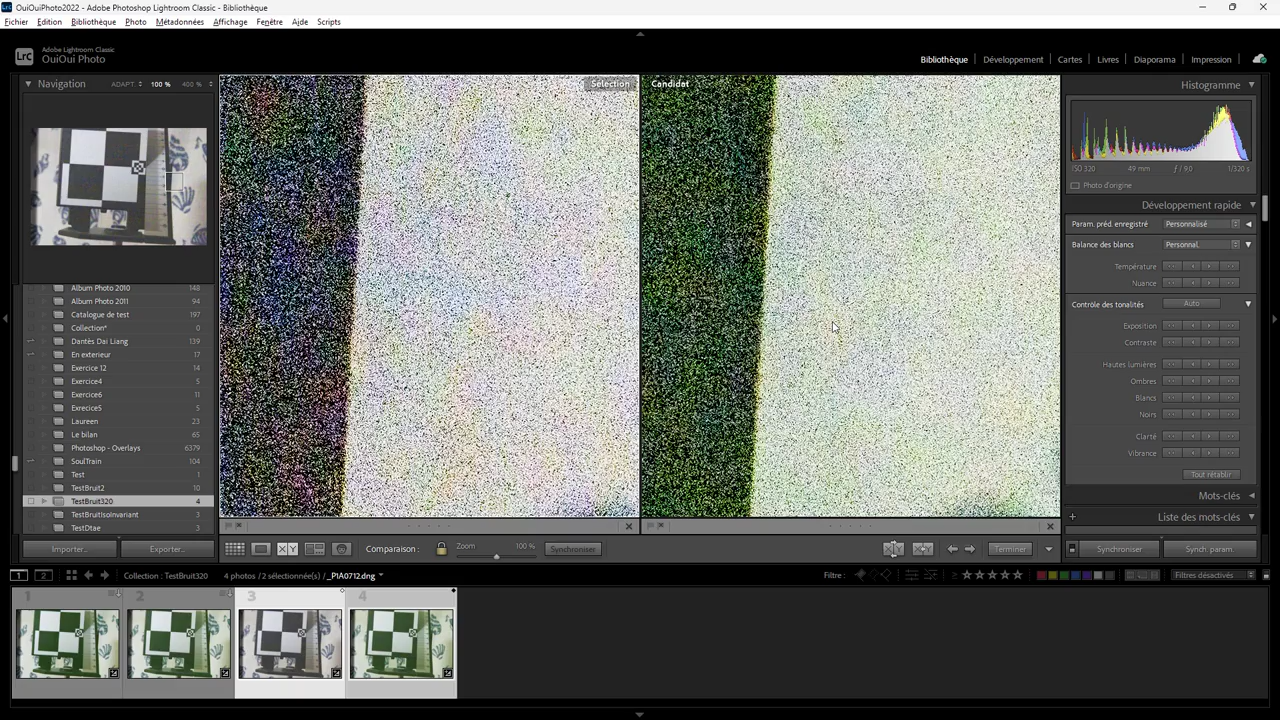 OuiOuiPhoto2022 - Adobe Photoshop Lightroom Classic - Bibliothèque
Fichier Edition Bibliothèque Photo Métadonnées Affichage Fenêtre Aide Scripts
Lrc
Adobe Lightroom Classic
OuiOui Photo
Bibliothèque Développement Cartes Livres Diaporama Impression
Navigation ADAPT. 100 % 400 %
Sélection
Candidat
Histogramme
ISO 320 49 mm ƒ / 9,0 1/320 s
Photo d'origine
Développement rapide
Param. préd. enregistré Personnalisé
Balance des blancs Personnal.
Température
Nuance
Contrôle des tonalités Auto
Exposition
Contraste
Hautes lumières
Ombres
Blancs
Noirs
Clarté
Vibrance
Tout rétablir
Mots-clés
Liste des mots-clés
Album Photo 2010 148
Album Photo 2011 94
Catalogue de test 197
Collection* 0
Dantès Dai Liang 139
En exterieur 17
Exercice 12 14
Exercice4 5
Exercice6 11
Exrecice5 5
Laureen 23
Le bilan 65
Photoshop - Overlays 6379
SoulTrain 104
Test 1
TestBruit2 10
TestBruit320 4
TestBruitIsoInvariant 3
TestDtae 3
Importer... Exporter...
X Y Comparaison : Zoom 100 % Synchroniser
Terminer
Synchroniser Synch. param.
1 2 Collection : TestBruit320 4 photos /2 sélectionnée(s) /_P1A0712.dng
Filtre : Filtres désactivés
1 2 3 4